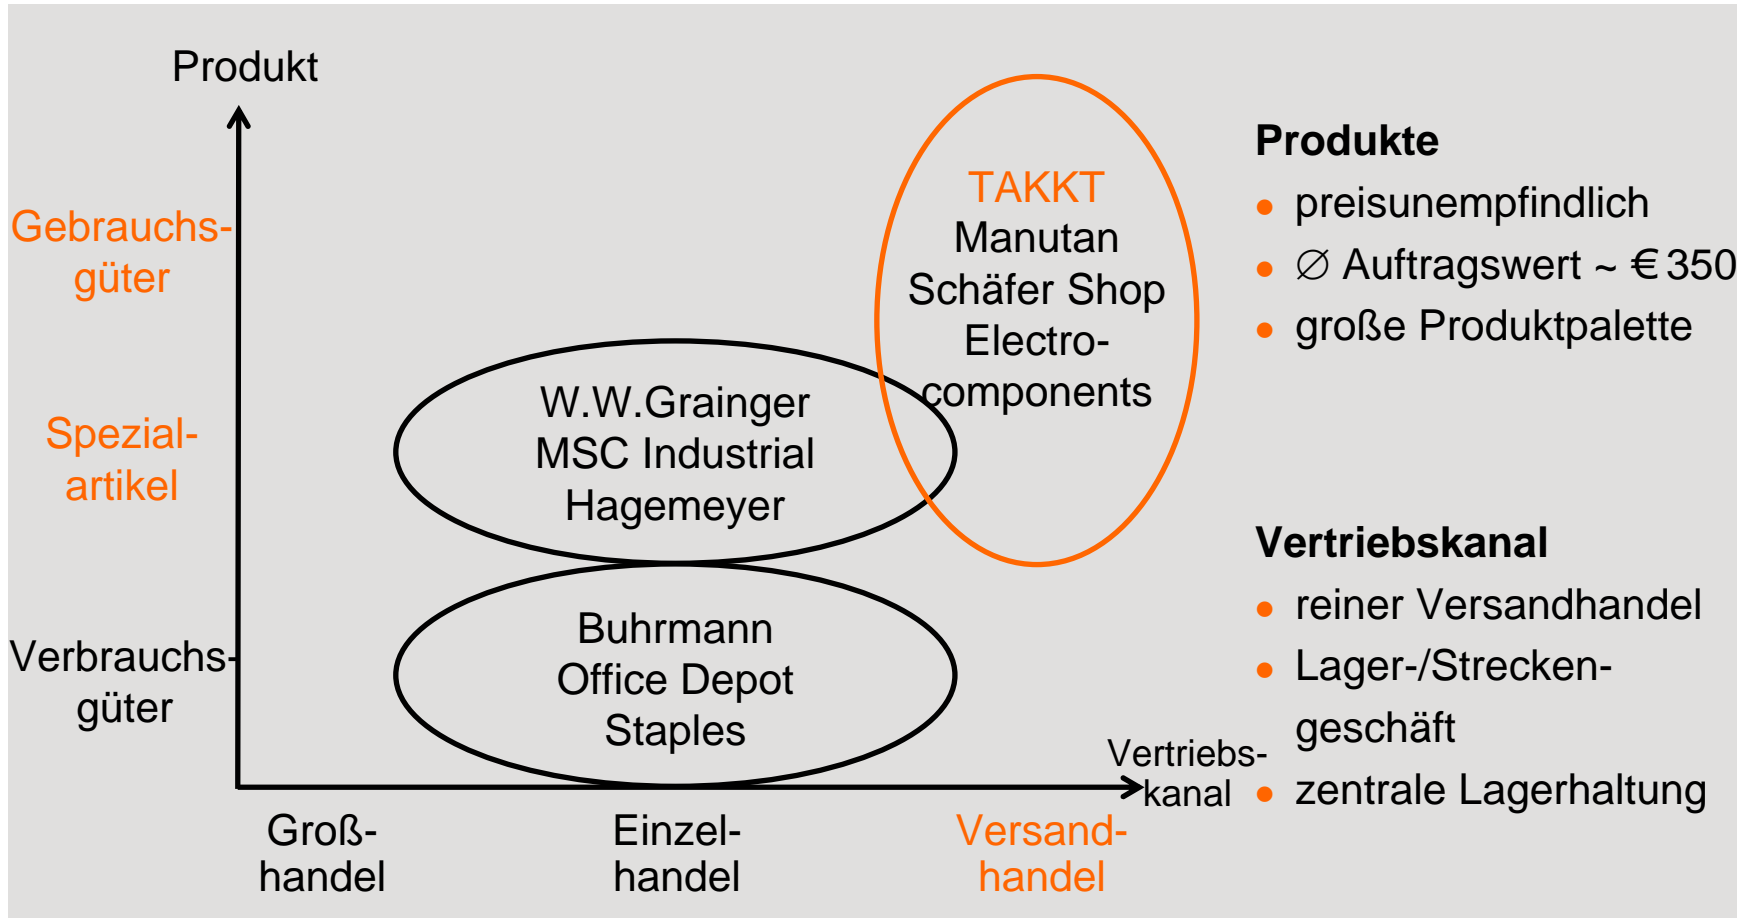 Produkt
Gebrauchs-
güter
Spezial-
artikel
Verbrauchs-
güter
TAKKT
Manutan
Schäfer Shop
Electro-
components
W.W.Grainger
MSC Industrial
Hagemeyer
Buhrmann
Office Depot
Staples
Vertriebs-
kanal
Groß-
handel
Einzel-
handel
Versand-
handel
Produkte
• preisunempfindlich
• ∅ Auftragswert ~ € 350
• große Produktpalette
Vertriebskanal
• reiner Versandhandel
• Lager-/Strecken-
geschäft
• zentrale Lagerhaltung